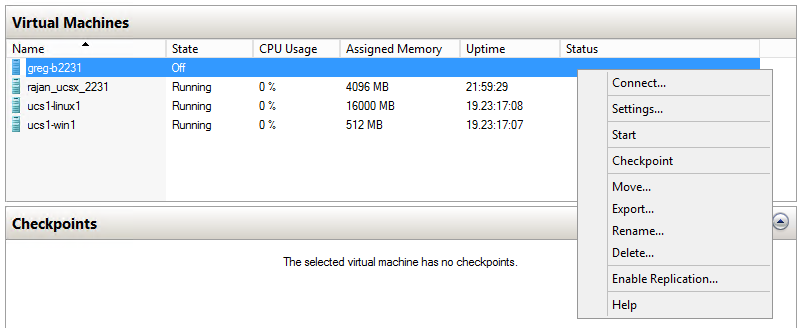 Virtual Machines
Name State CPU Usage Assigned Memory Uptime Status
greg-b2231 Off
rajan_ucsx_2231 Running 0 % 4096 MB 21:59:29
ucs1-linux1 Running 0 % 16000 MB 19.23:17:08
ucs1-win1 Running 0 % 512 MB 19.23:17:07
Connect...
Settings...
Start
Checkpoint
Move...
Export...
Rename...
Delete...
Enable Replication...
Help
Checkpoints
The selected virtual machine has no checkpoints.